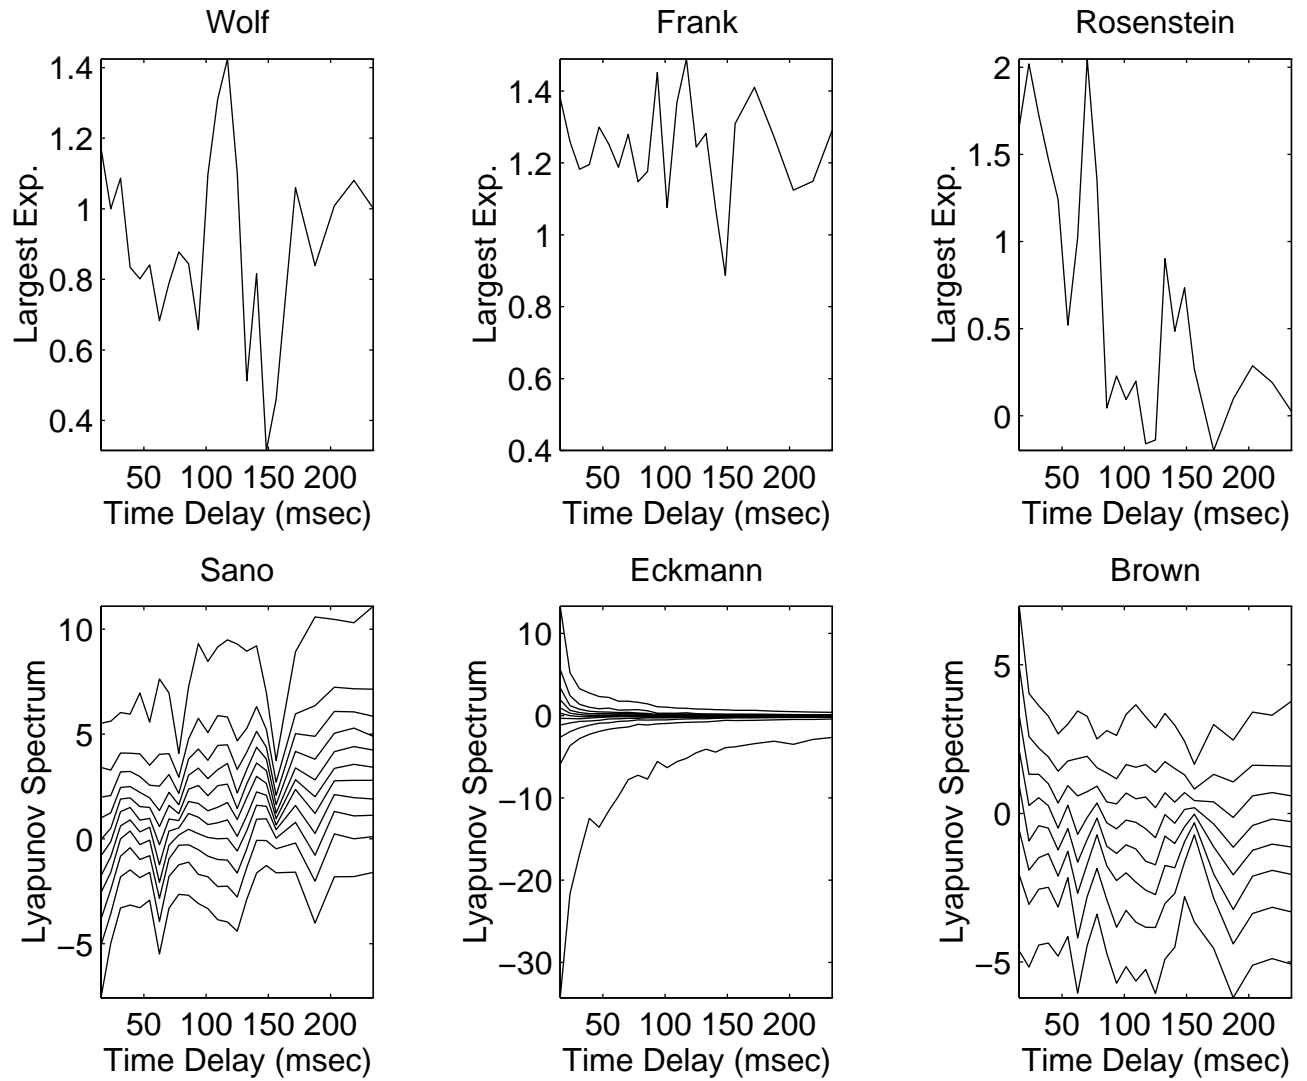 Wolf
1.4
1.2
1
0.8
0.6
0.4
Largest Exp.
50 100 150 200
Time Delay (msec)
Frank
1.4
1.2
1
0.8
0.6
0.4
Largest Exp.
50 100 150 200
Time Delay (msec)
Rosenstein
2
1.5
1
0.5
0
Largest Exp.
50 100 150 200
Time Delay (msec)
Sano
10
5
0
−5
Lyapunov Spectrum
50 100 150 200
Time Delay (msec)
Eckmann
10
0
−10
−20
−30
Lyapunov Spectrum
50 100 150 200
Time Delay (msec)
Brown
5
0
−5
Lyapunov Spectrum
50 100 150 200
Time Delay (msec)